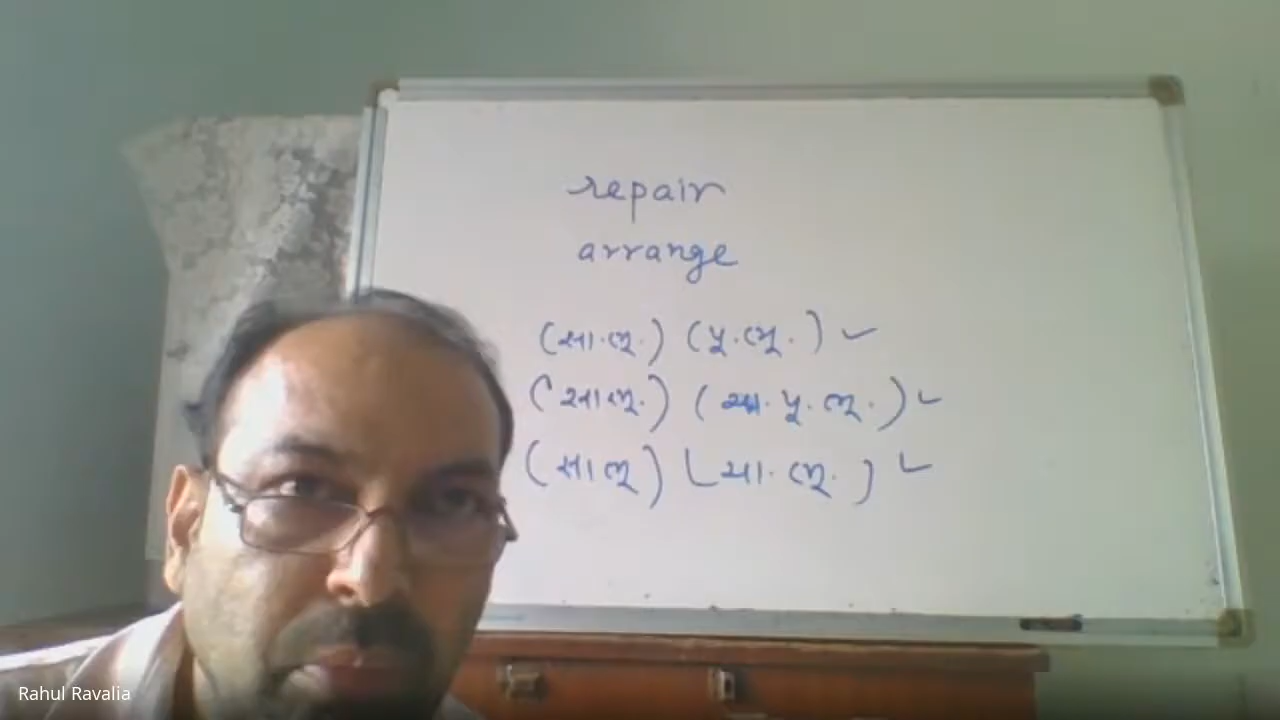 repair
arrange
(સા.ભૂ.) (પૂ.ભૂ.) ✓
(સા.ભૂ.) (ચા.પૂ.ભૂ.) ✓
(સા.ભૂ) (ચા.ભૂ.) ✓
Rahul Ravalia